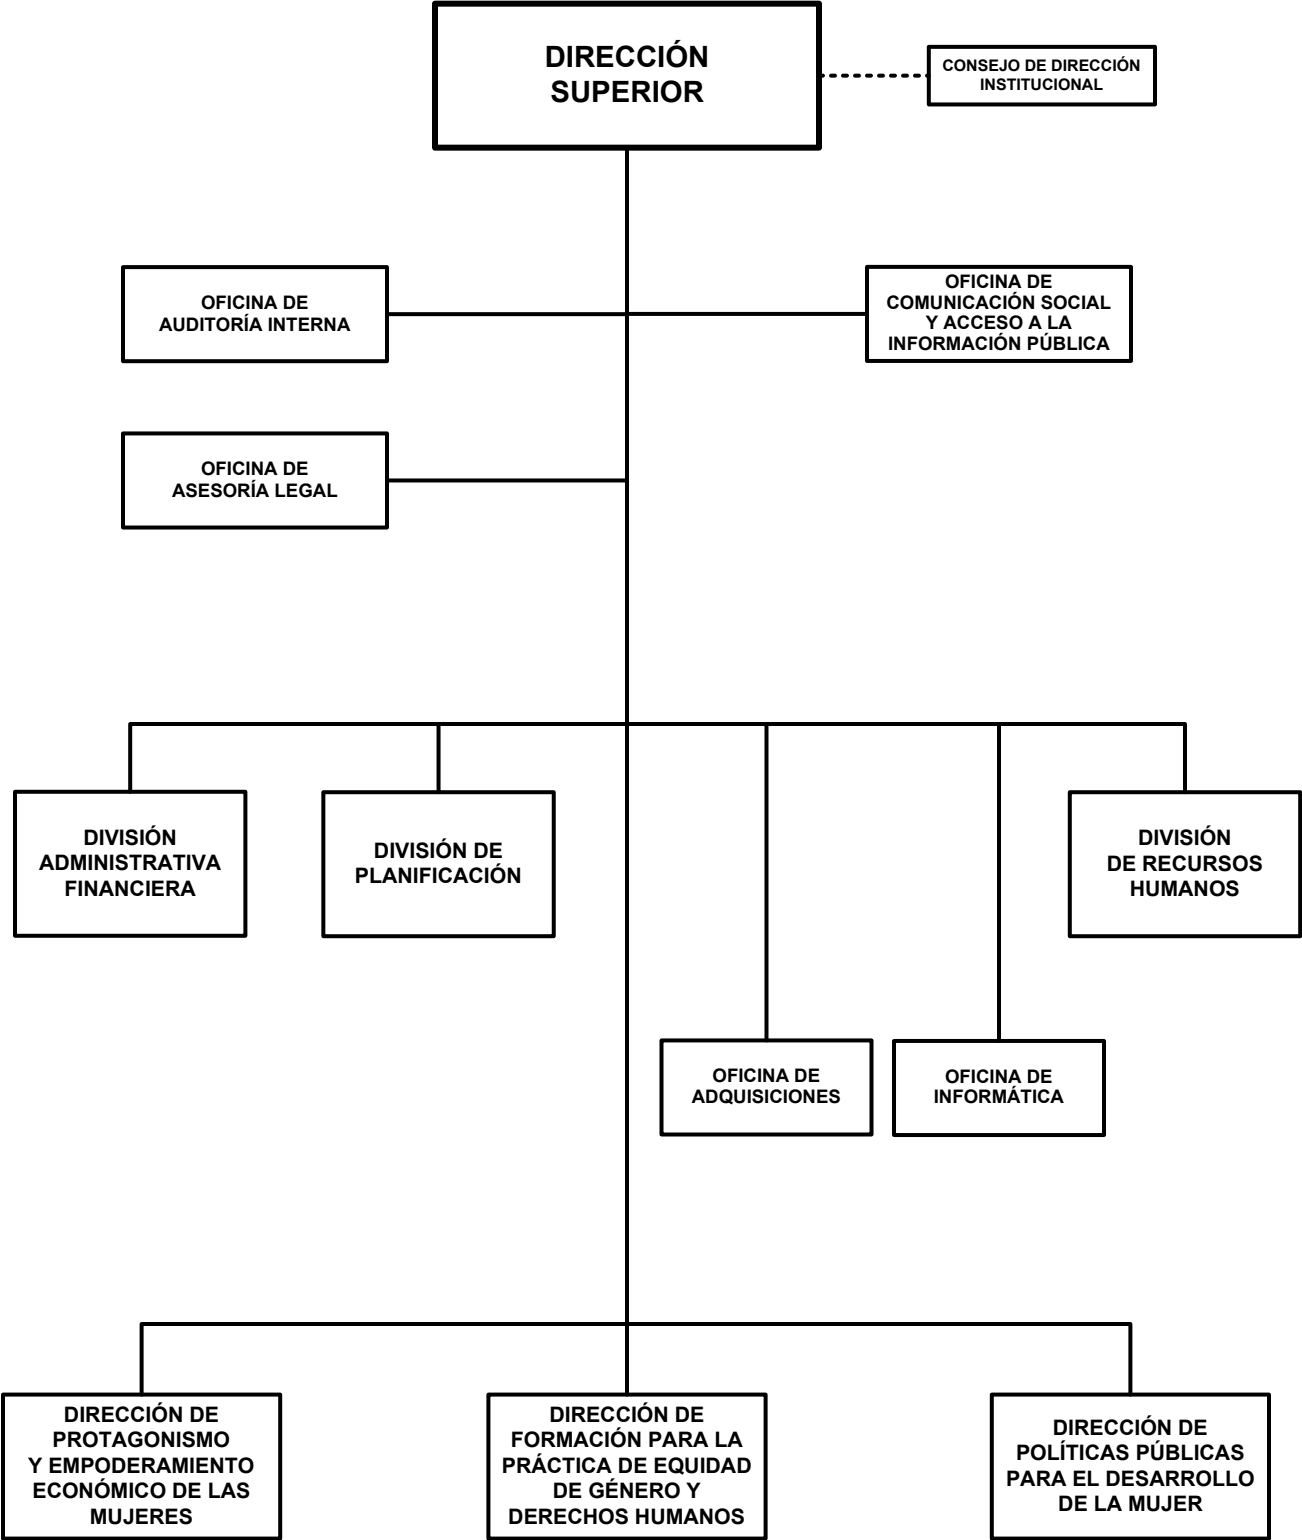 DIRECCIÓN
SUPERIOR
CONSEJO DE DIRECCIÓN
INSTITUCIONAL
OFICINA DE
AUDITORÍA INTERNA
OFICINA DE
COMUNICACIÓN SOCIAL
Y ACCESO A LA
INFORMACIÓN PÚBLICA
OFICINA DE
ASESORÍA LEGAL
DIVISIÓN
ADMINISTRATIVA
FINANCIERA
DIVISIÓN DE
PLANIFICACIÓN
DIVISIÓN
DE RECURSOS
HUMANOS
OFICINA DE
ADQUISICIONES
OFICINA DE
INFORMÁTICA
DIRECCIÓN DE
PROTAGONISMO
Y EMPODERAMIENTO
ECONÓMICO DE LAS
MUJERES
DIRECCIÓN DE
FORMACIÓN PARA LA
PRÁCTICA DE EQUIDAD
DE GÉNERO Y
DERECHOS HUMANOS
DIRECCIÓN DE
POLÍTICAS PÚBLICAS
PARA EL DESARROLLO
DE LA MUJER